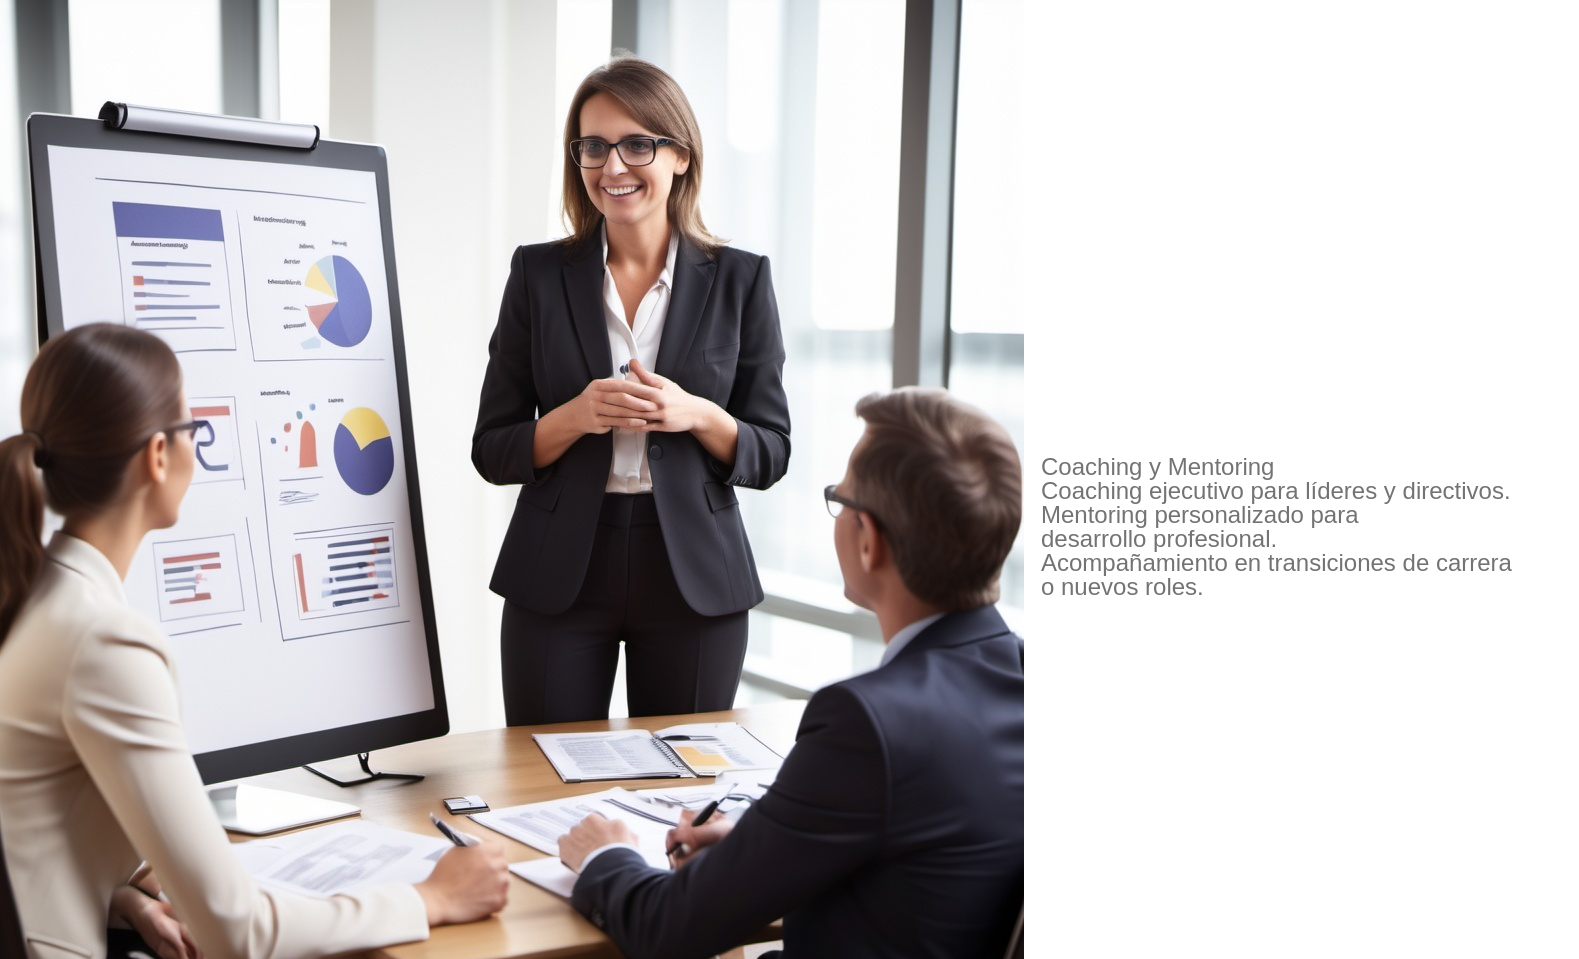 Coaching y Mentoring
Coaching ejecutivo para líderes y directivos.
Mentoring personalizado para
desarrollo profesional.
Acompañamiento en transiciones de carrera
o nuevos roles.